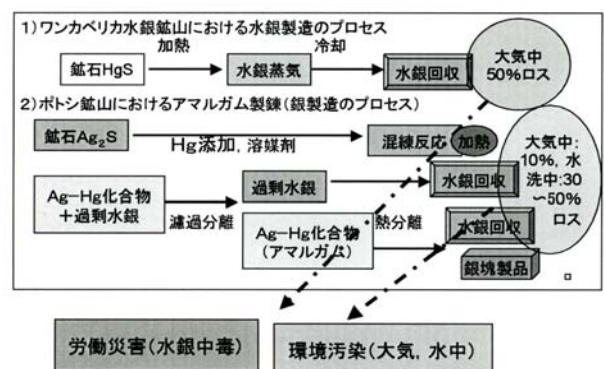 1)ワンカベリカ水銀鉱山における水銀製造のプロセス
加熱
冷却
鉱石HgS
水銀蒸気
水銀回収
大気中
50%ロス
2)ポトシ鉱山におけるアマルガム製錬(銀製造のプロセス)
鉱石Ag₂S
Hg添加,溶媒剤
混練反応
加熱
大気中:
10%,水
洗中:30
~50%
ロス
Ag-Hg化合物
+過剰水銀
濾過分離
過剰水銀
水銀回収
Ag-Hg化合物
(アマルガム)
熱分離
水銀回収
銀塊製品
労働災害(水銀中毒)
環境汚染(大気,水中)